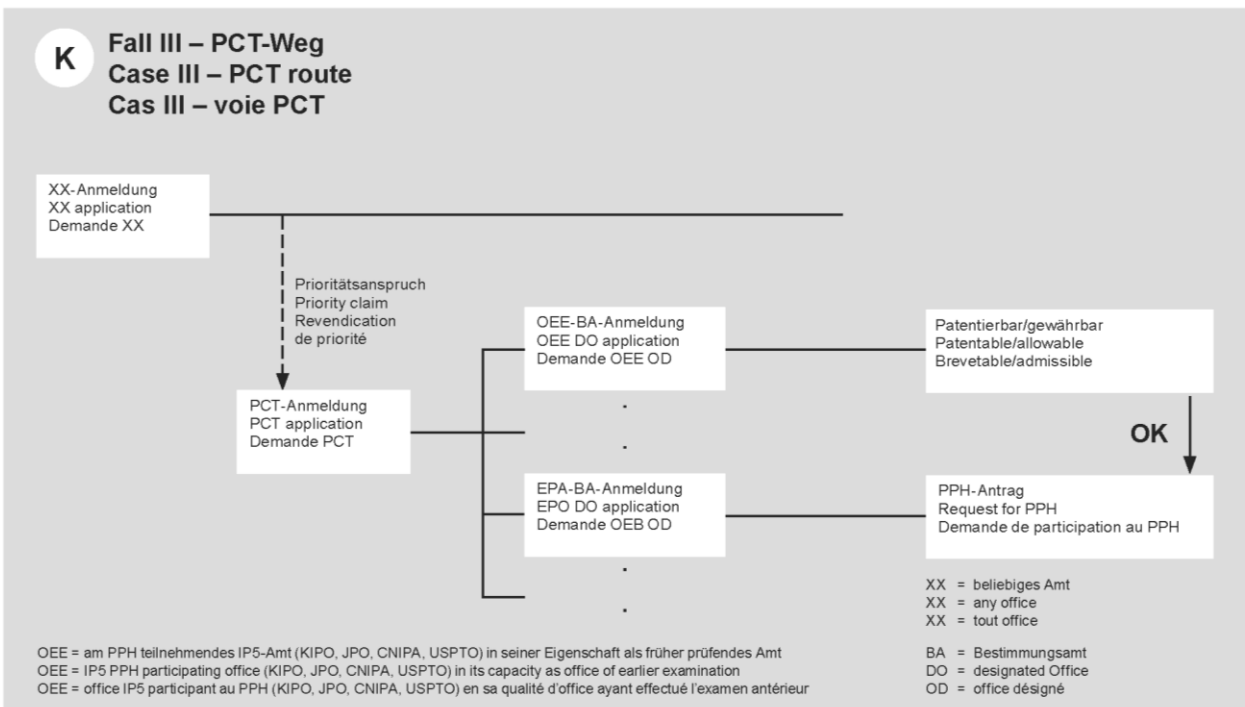 K
Fall III – PCT-Weg
Case III – PCT route
Cas III – voie PCT
XX-Anmeldung
XX application
Demande XX
Prioritätsanspruch
Priority claim
Revendication
de priorité
OEE-BA-Anmeldung
OEE DO application
Demande OEE OD
Patentierbar/gewährbar
Patentable/allowable
Brevetable/admissible
PCT-Anmeldung
PCT application
Demande PCT
OK
EPA-BA-Anmeldung
EPO DO application
Demande OEB OD
PPH-Antrag
Request for PPH
Demande de participation au PPH
XX = beliebiges Amt
XX = any office
XX = tout office
OEE = am PPH teilnehmendes IP5-Amt (KIPO, JPO, CNIPA, USPTO) in seiner Eigenschaft als früher prüfendes Amt
OEE = IP5 PPH participating office (KIPO, JPO, CNIPA, USPTO) in its capacity as office of earlier examination
OEE = office IP5 participant au PPH (KIPO, JPO, CNIPA, USPTO) en sa qualité d'office ayant effectué l'examen antérieur
BA = Bestimmungsamt
DO = designated Office
OD = office désigné